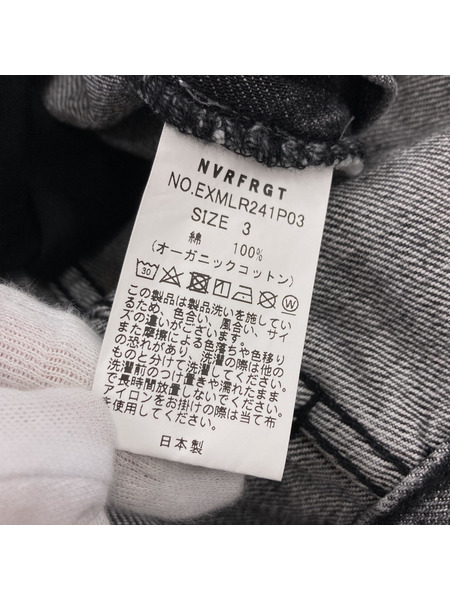 NVRFRGT
NO.EXMLR241P03
SIZE 3
綿 100%
(オーガニックコットン)
30 W
この製品は製品洗いを施してい
るため、色合い、風合い、サイ
ズの違いがございます。
また摩擦による色落ちや色移り
の恐れがあり、洗濯の際は他の
ものと分けて洗濯してください。
洗濯前のつけ置きや濡れたまま
で長時間放置しないでください。
アイロンをお掛けの際は当て布
を使用してください。
日本製